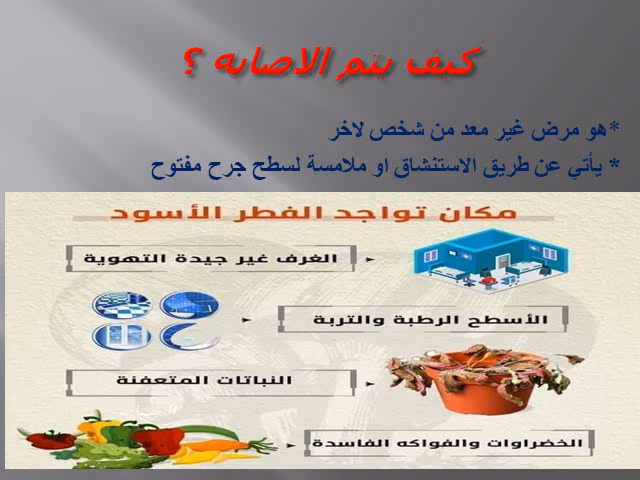 كيف يتم الاصابه ؟
*هو مرض غير معد من شخص لاخر
* يأتي عن طريق الاستنشاق او ملامسة لسطح جرح مفتوح
مكان تواجد الفطر الأسود
الغرف غير جيدة التهوية
الأسطح الرطبة والتربة
النباتات المتعفنة
الخضراوات والفواكه الفاسدة